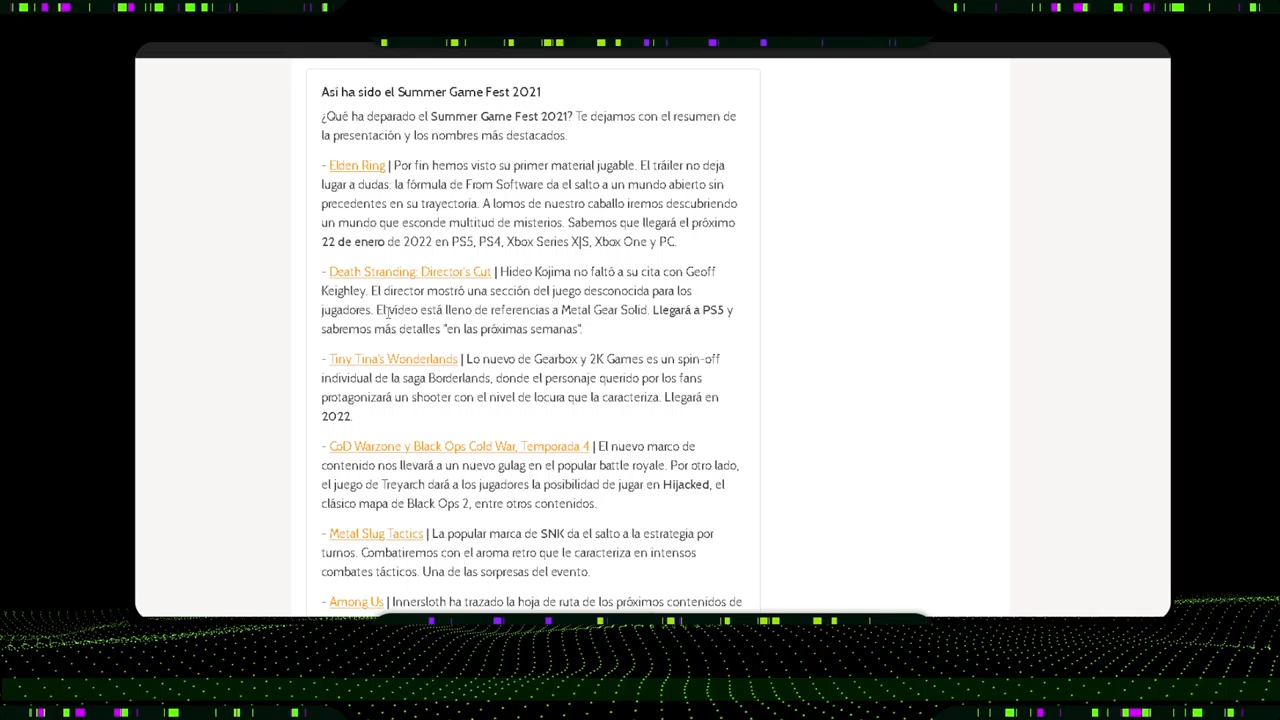 Así ha sido el Summer Game Fest 2021
¿Qué ha deparado el Summer Game Fest 2021? Te dejamos con el resumen de
la presentación y los nombres más destacados.
- Elden Ring | Por fin hemos visto su primer material jugable. El tráiler no deja
lugar a dudas: la fórmula de From Software da el salto a un mundo abierto sin
precedentes en su trayectoria. A lomos de nuestro caballo iremos descubriendo
un mundo que esconde multitud de misterios. Sabemos que llegará el próximo
22 de enero de 2022 en PS5, PS4, Xbox Series X|S, Xbox One y PC.
- Death Stranding: Director's Cut | Hideo Kojima no faltó a su cita con Geoff
Keighley. El director mostró una sección del juego desconocida para los
jugadores. El vídeo está lleno de referencias a Metal Gear Solid. Llegará a PS5 y
sabremos más detalles "en las próximas semanas".
- Tiny Tina's Wonderlands | Lo nuevo de Gearbox y 2K Games es un spin-off
individual de la saga Borderlands, donde el personaje querido por los fans
protagonizará un shooter con el nivel de locura que la caracteriza. Llegará en
2022.
- CoD Warzone y Black Ops Cold War, Temporada 4 | El nuevo marco de
contenido nos llevará a un nuevo gulag en el popular battle royale. Por otro lado,
el juego de Treyarch dará a los jugadores la posibilidad de jugar en Hijacked, el
clásico mapa de Black Ops 2, entre otros contenidos.
- Metal Slug Tactics | La popular marca de SNK da el salto a la estrategia por
turnos. Combatiremos con el aroma retro que le caracteriza en intensos
combates tácticos. Una de las sorpresas del evento.
- Among Us | Innersloth ha trazado la hoja de ruta de los próximos contenidos de